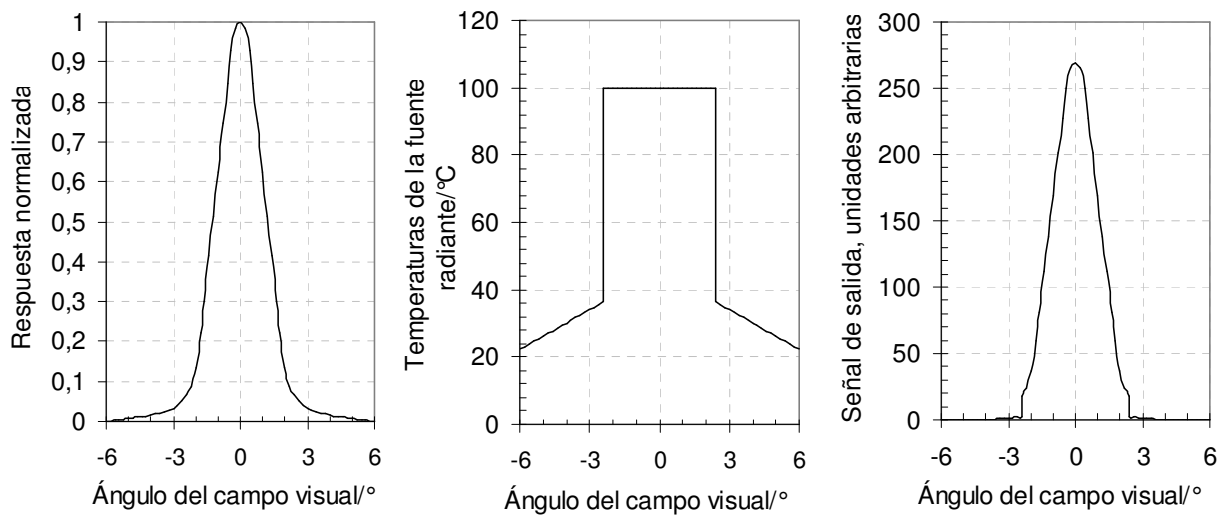 Respuesta normalizada
1
0,9
0,8
0,7
0,6
0,5
0,4
0,3
0,2
0,1
0
-6 -3 0 3 6
Ángulo del campo visual/°
Temperaturas de la fuente
radiante/°C
120
100
80
60
40
20
0
-6 -3 0 3 6
Ángulo del campo visual/°
Señal de salida, unidades arbitrarias
300
250
200
150
100
50
0
-6 -3 0 3 6
Ángulo del campo visual/°